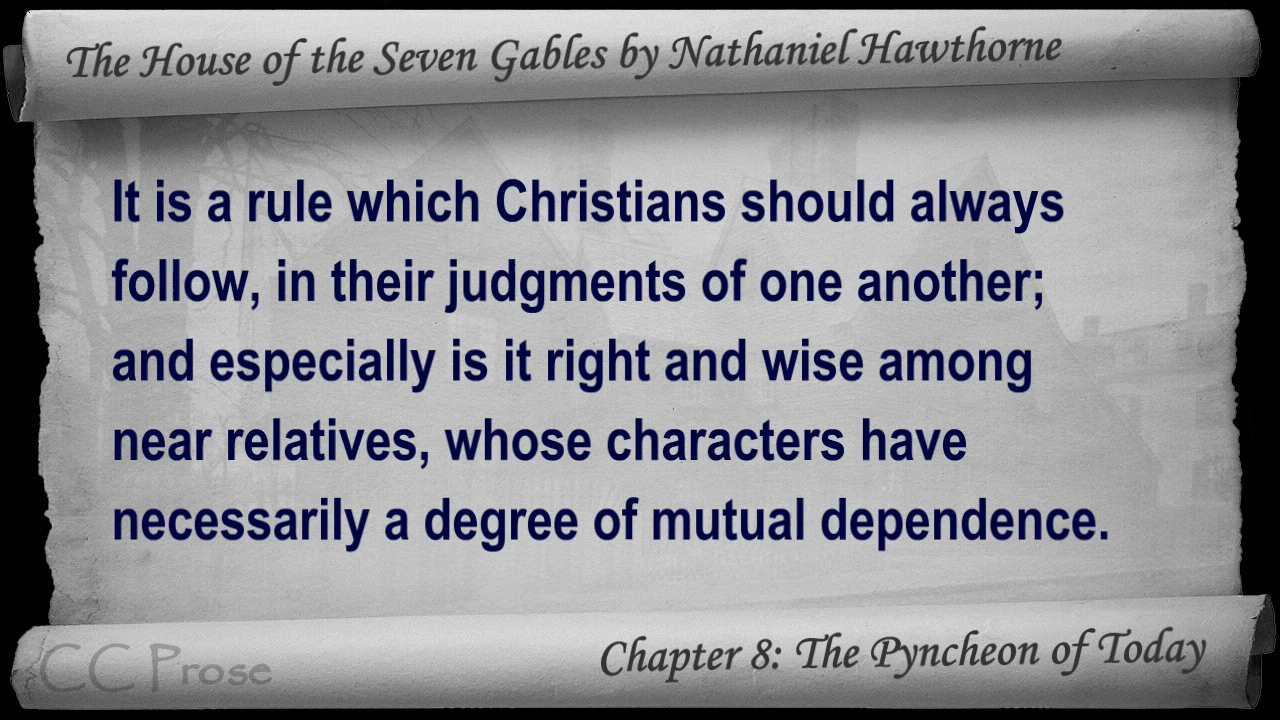 The House of the Seven Gables by Nathaniel Hawthorne
It is a rule which Christians should always
follow, in their judgments of one another;
and especially is it right and wise among
near relatives, whose characters have
necessarily a degree of mutual dependence.
CC Prose
Chapter 8: The Pyncheon of Today